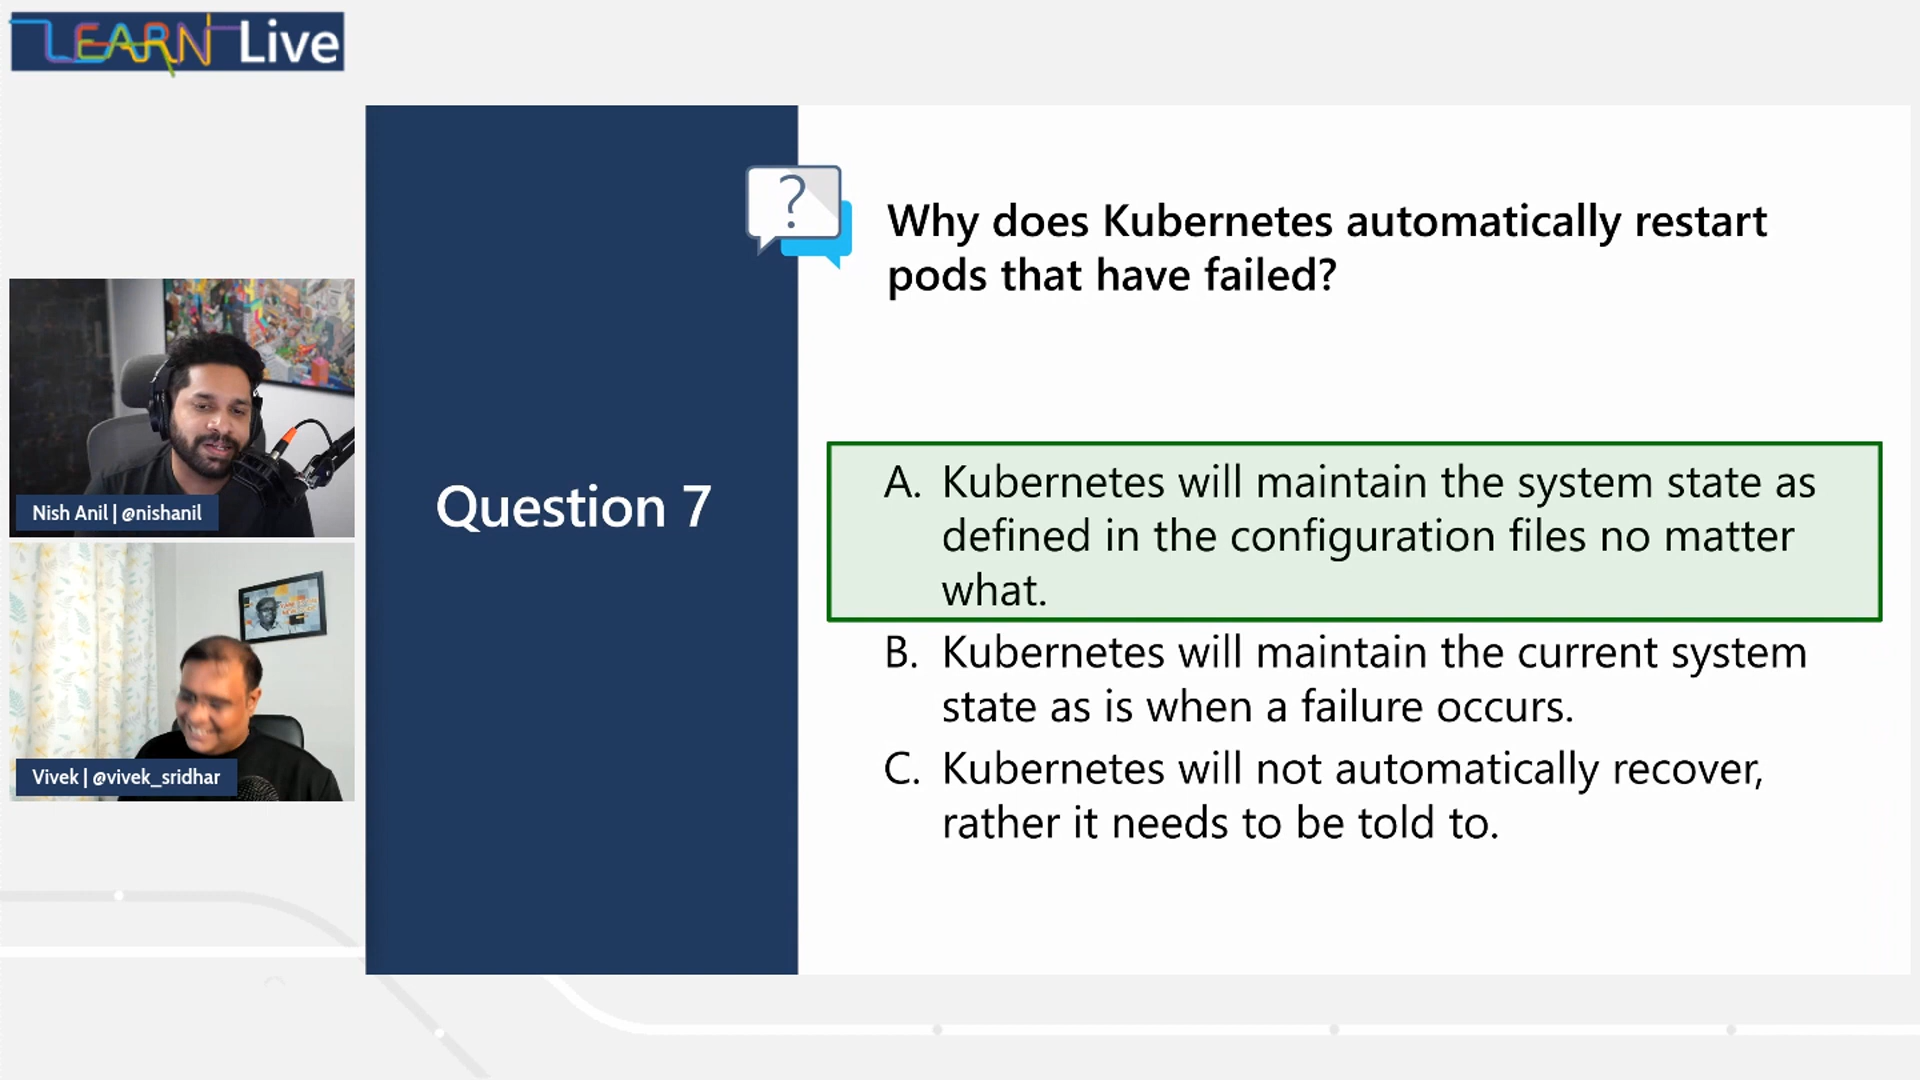 LEARN Live
?
Why does Kubernetes automatically restart
pods that have failed?
Question 7
A. Kubernetes will maintain the system state as
defined in the configuration files no matter
what.
B. Kubernetes will maintain the current system
state as is when a failure occurs.
C. Kubernetes will not automatically recover,
rather it needs to be told to.
Nish Anil | @nishanil
Vivek | @vivek_sridhar